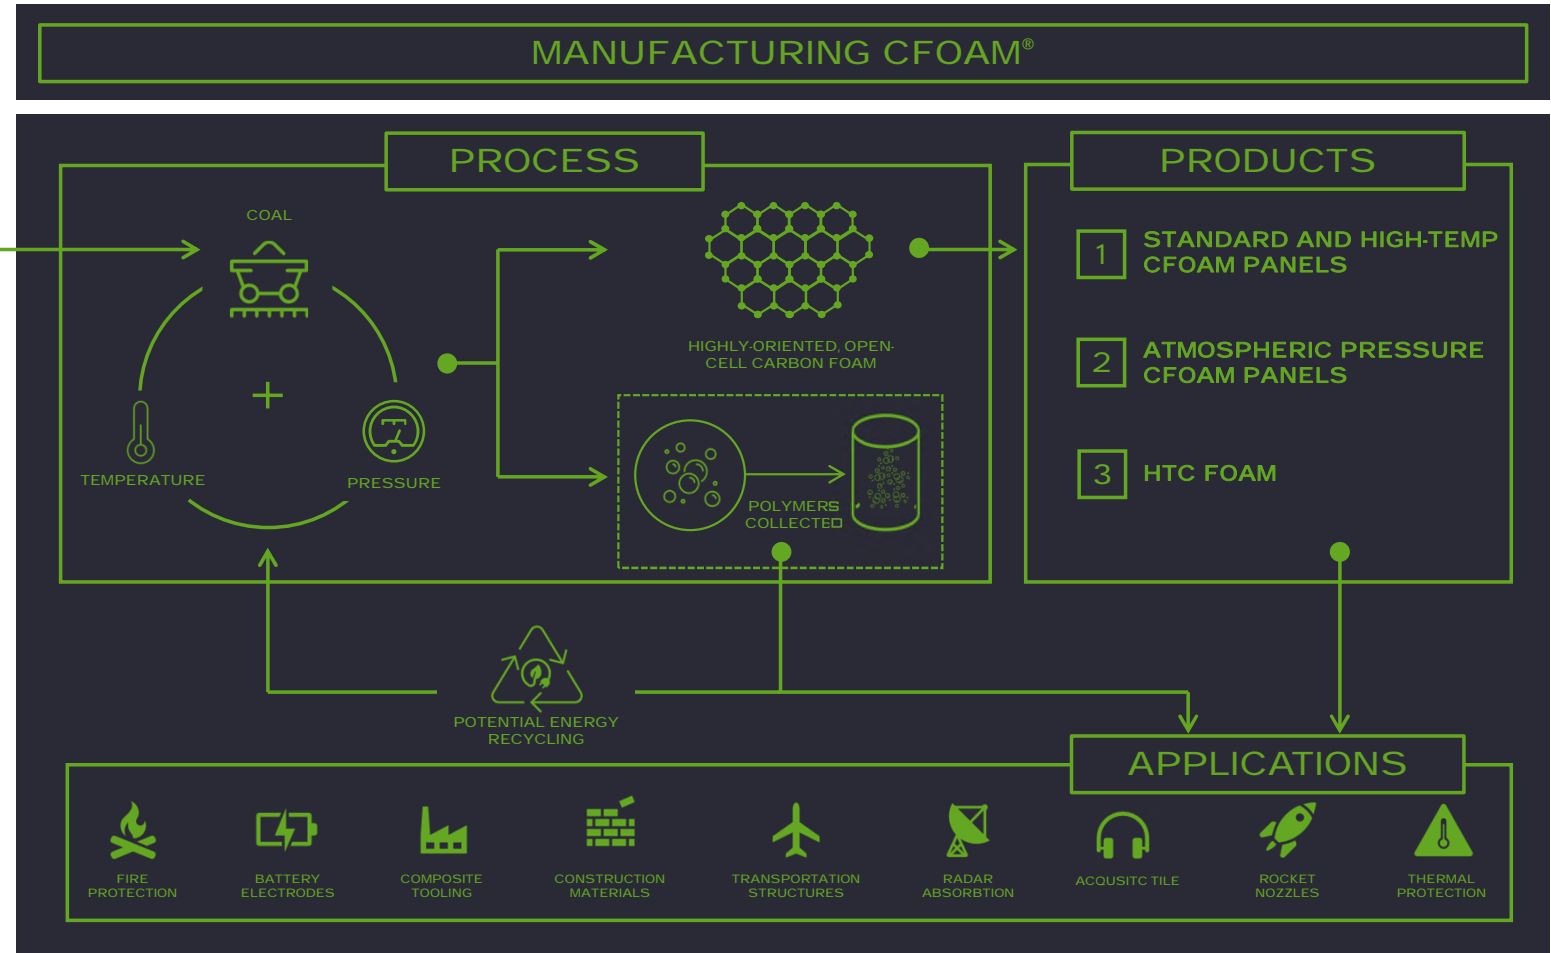 MANUFACTURING CFOAM®
PROCESS
COAL
TEMPERATURE
PRESSURE
HIGHLY-ORIENTED, OPEN-
CELL CARBON FOAM
POLYMERS
COLLECTED
POTENTIAL ENERGY
RECYCLING
PRODUCTS
1
STANDARD AND HIGH-TEMP
CFOAM PANELS
2
ATMOSPHERIC PRESSURE
CFOAM PANELS
3
HTC FOAM
APPLICATIONS
FIRE
PROTECTION
BATTERY
ELECTRODES
COMPOSITE
TOOLING
CONSTRUCTION
MATERIALS
TRANSPORTATION
STRUCTURES
RADAR
ABSORBTION
ACQUSITC TILE
ROCKET
NOZZLES
THERMAL
PROTECTION